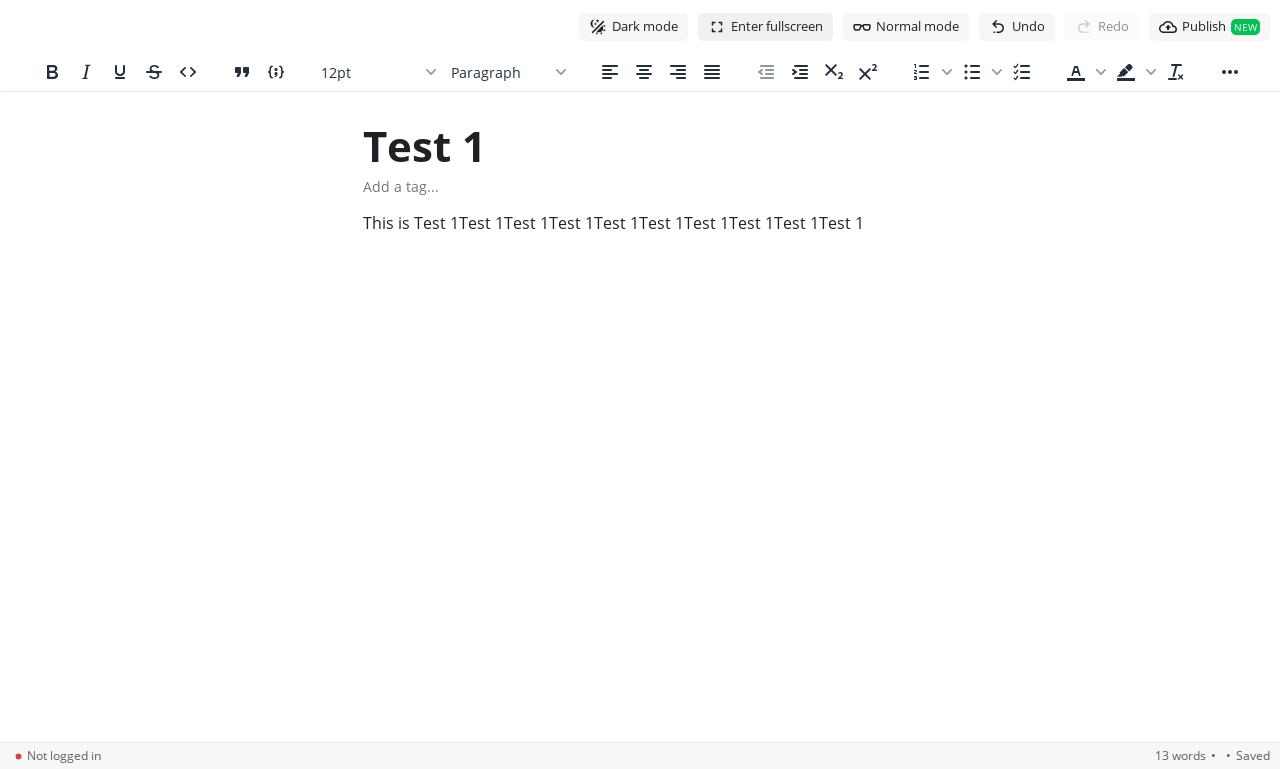 Dark mode Enter fullscreen Normal mode Undo Redo Publish NEW
12pt Paragraph
Test 1
Add a tag...
This is Test 1Test 1Test 1Test 1Test 1Test 1Test 1Test 1Test 1Test 1
Not logged in 13 words • • Saved